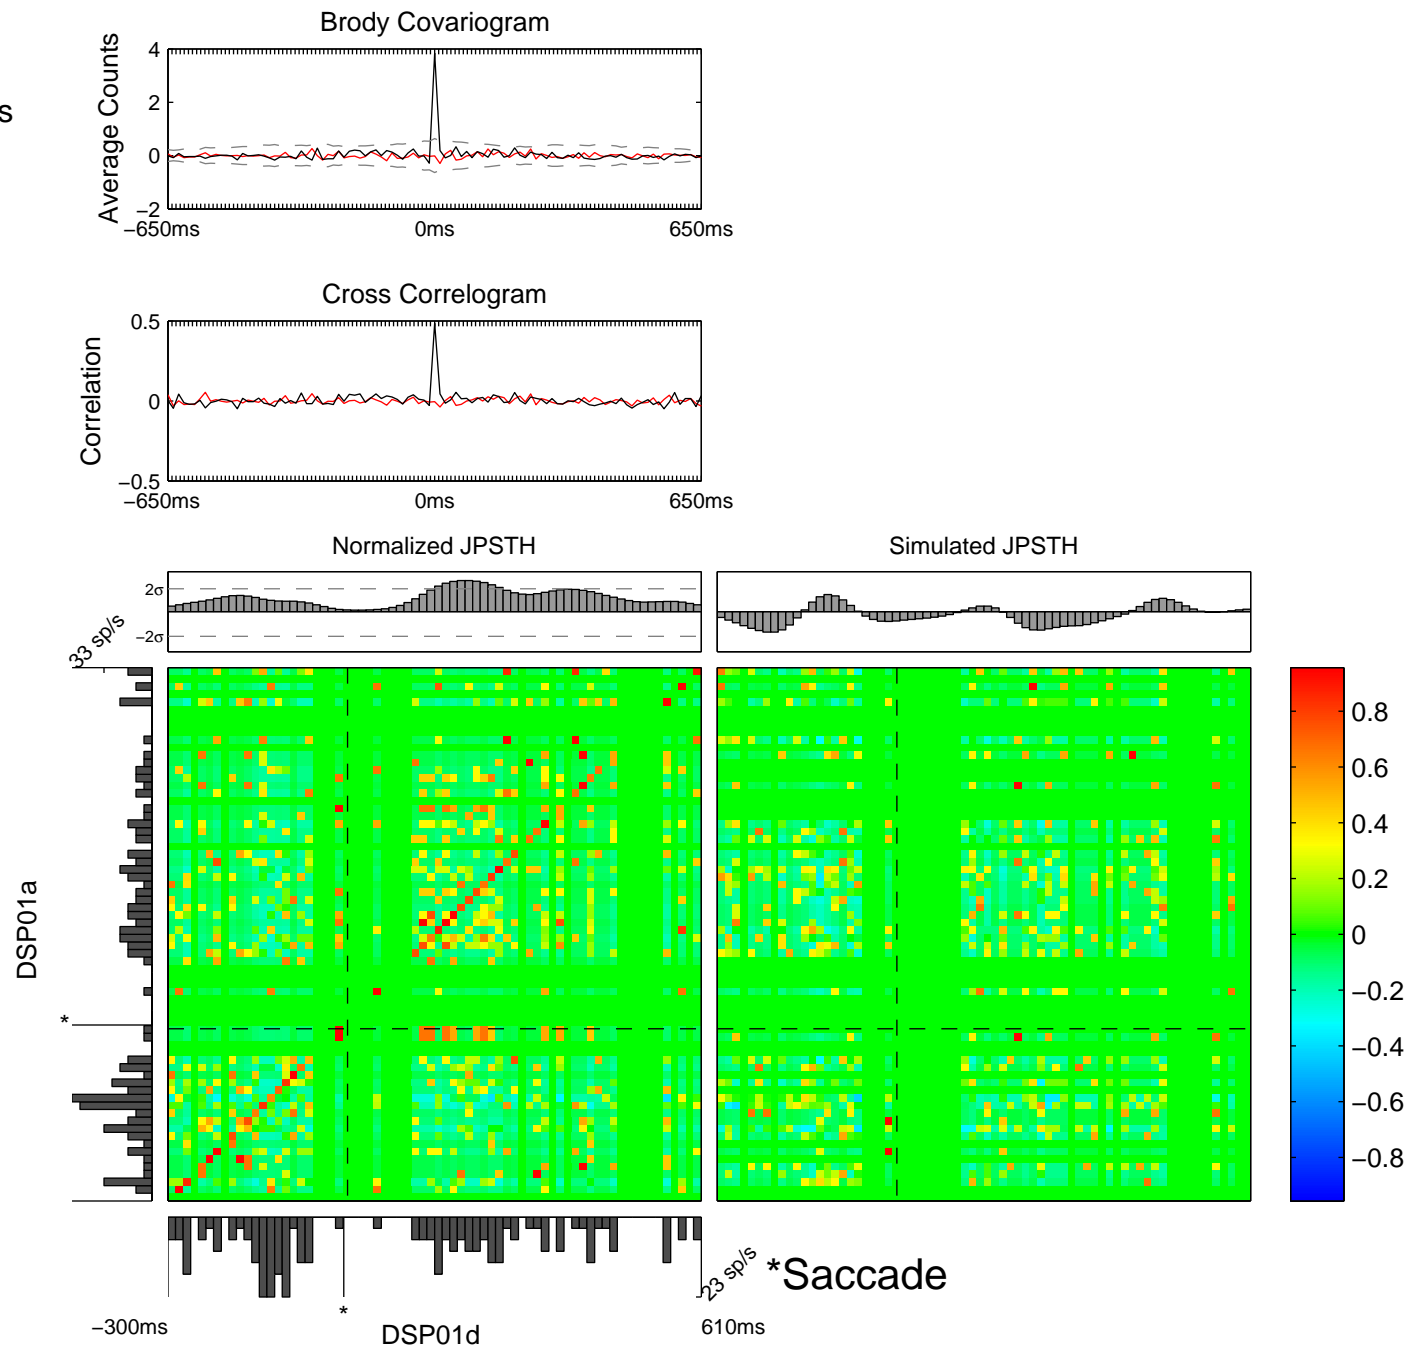 Brody Covariogram
4
2
0
−2
Average Counts
s
−650ms 0ms 650ms
Cross Correlogram
0.5
0
−0.5
Correlation
−650ms 0ms 650ms
Normalized JPSTH
Simulated JPSTH
2σ
−2σ
33 sp/s
DSP01a
*
0.8
0.6
0.4
0.2
0
−0.2
−0.4
−0.6
−0.8
23 sp/s
*Saccade
*
−300ms
DSP01d
610ms